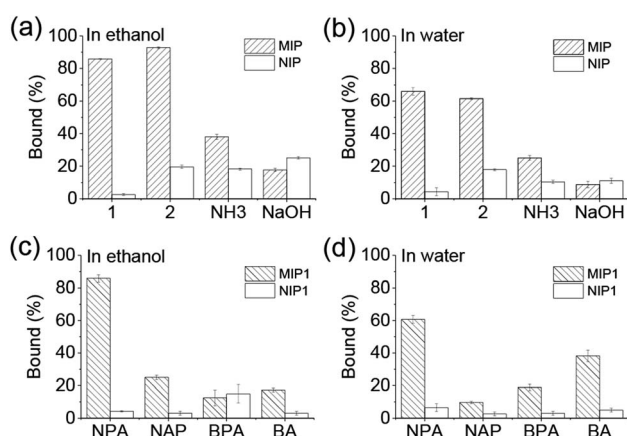 (a) In ethanol
MIP
NIP
Bound (%)
100
80
60
40
20
0
1 2 NH3 NaOH
(b) In water
MIP
NIP
Bound (%)
100
80
60
40
20
0
1 2 NH3 NaOH
(c) In ethanol
MIP1
NIP1
Bound (%)
100
80
60
40
20
0
NPA NAP BPA BA
(d) In water
MIP1
NIP1
Bound (%)
100
80
60
40
20
0
NPA NAP BPA BA